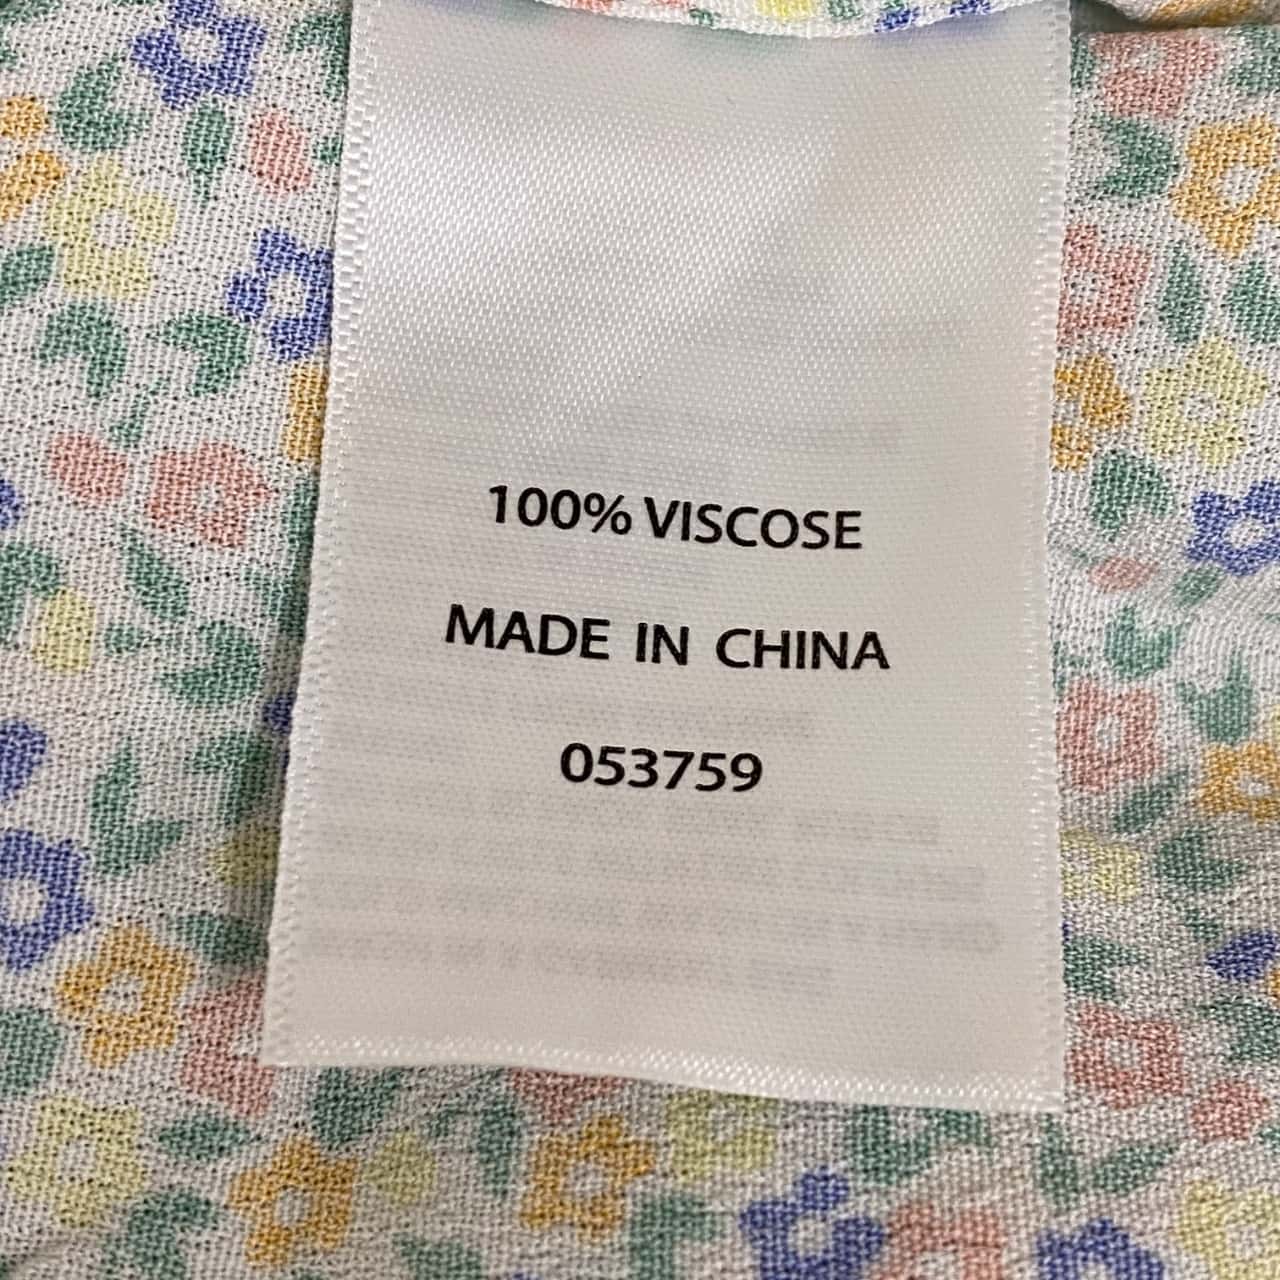 100% VISCOSE
MADE IN CHINA
053759